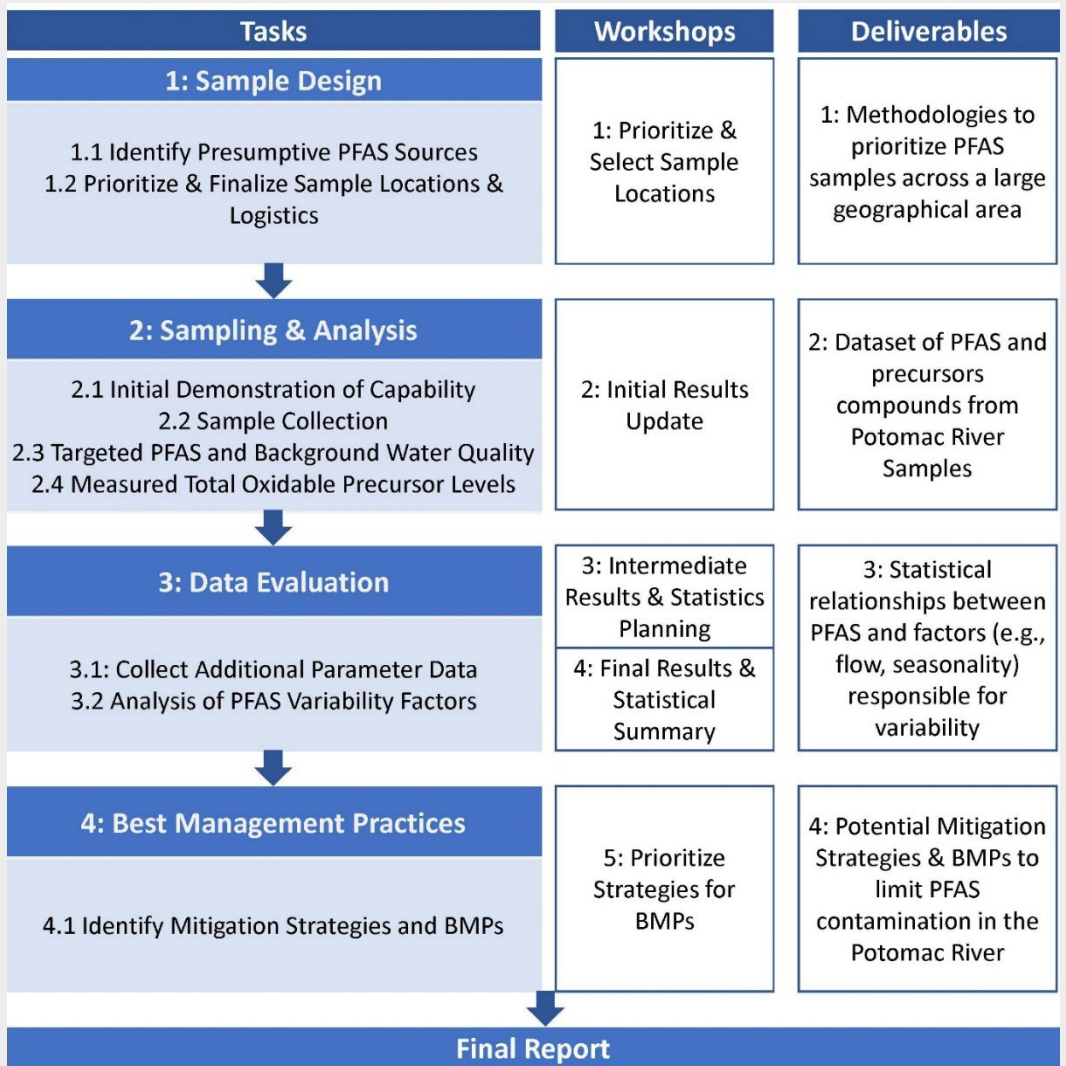 Tasks
Workshops
Deliverables
1: Sample Design
1.1 Identify Presumptive PFAS Sources
1.2 Prioritize & Finalize Sample Locations &
Logistics
1: Prioritize &
Select Sample
Locations
1: Methodologies to
prioritize PFAS
samples across a large
geographical area
2: Sampling & Analysis
2.1 Initial Demonstration of Capability
2.2 Sample Collection
2.3 Targeted PFAS and Background Water Quality
2.4 Measured Total Oxidable Precursor Levels
2: Initial Results
Update
2: Dataset of PFAS and
precursors
compounds from
Potomac River
Samples
3: Data Evaluation
3.1: Collect Additional Parameter Data
3.2 Analysis of PFAS Variability Factors
3: Intermediate
Results & Statistics
Planning
4: Final Results &
Statistical
Summary
3: Statistical
relationships between
PFAS and factors (e.g.,
flow, seasonality)
responsible for
variability
4: Best Management Practices
4.1 Identify Mitigation Strategies and BMPs
5: Prioritize
Strategies for
BMPs
4: Potential Mitigation
Strategies & BMPs to
limit PFAS
contamination in the
Potomac River
Final Report